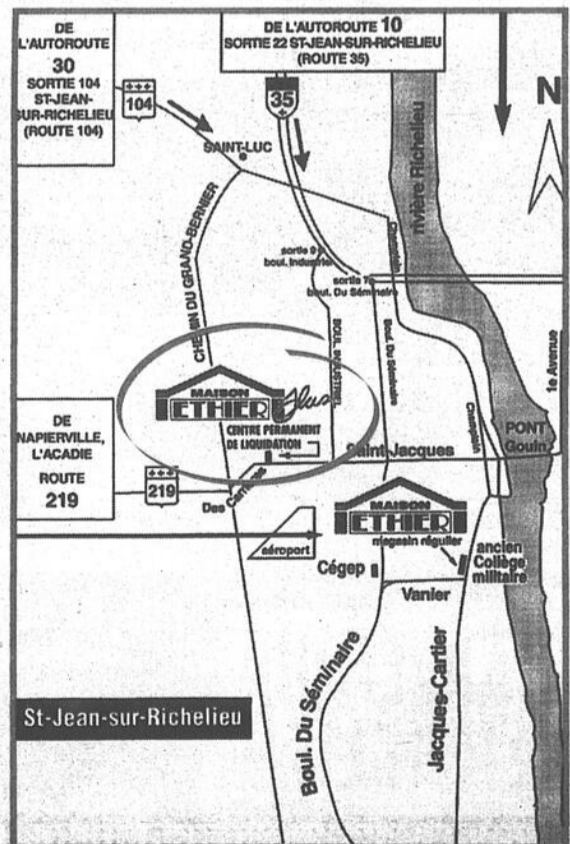 DE
L'AUTOROUTE
30
SORTIE 104
ST-JEAN-
SUR-RICHELIEU
(ROUTE 104)
104
DE L'AUTOROUTE 10
SORTIE 22 ST-JEAN-SUR-RICHELIEU
(ROUTE 35)
35
N
SAINT-LUC
rivière Richelieu
CHEMIN DU GRAND-BERNIER
sortie 9
boul. Industriel
sortie 7
boul. Du Séminaire
Champlain
BOUL. INDUSTRIEL
Boul. Du Séminaire
Champlain
1e Avenue
MAISON
ETHIER Plus
CENTRE PERMANENT
DE LIQUIDATION
DE
NAPIERVILLE,
L'ACADIE
ROUTE
219
219
Des Carrières
Saint-Jacques
PONT
Gouin
MAISON
ETHIER
magasin régulier
aéroport
Cégep
ancien
Collège
militaire
Vanier
St-Jean-sur-Richelieu
Boul. Du Séminaire
Jacques-Cartier